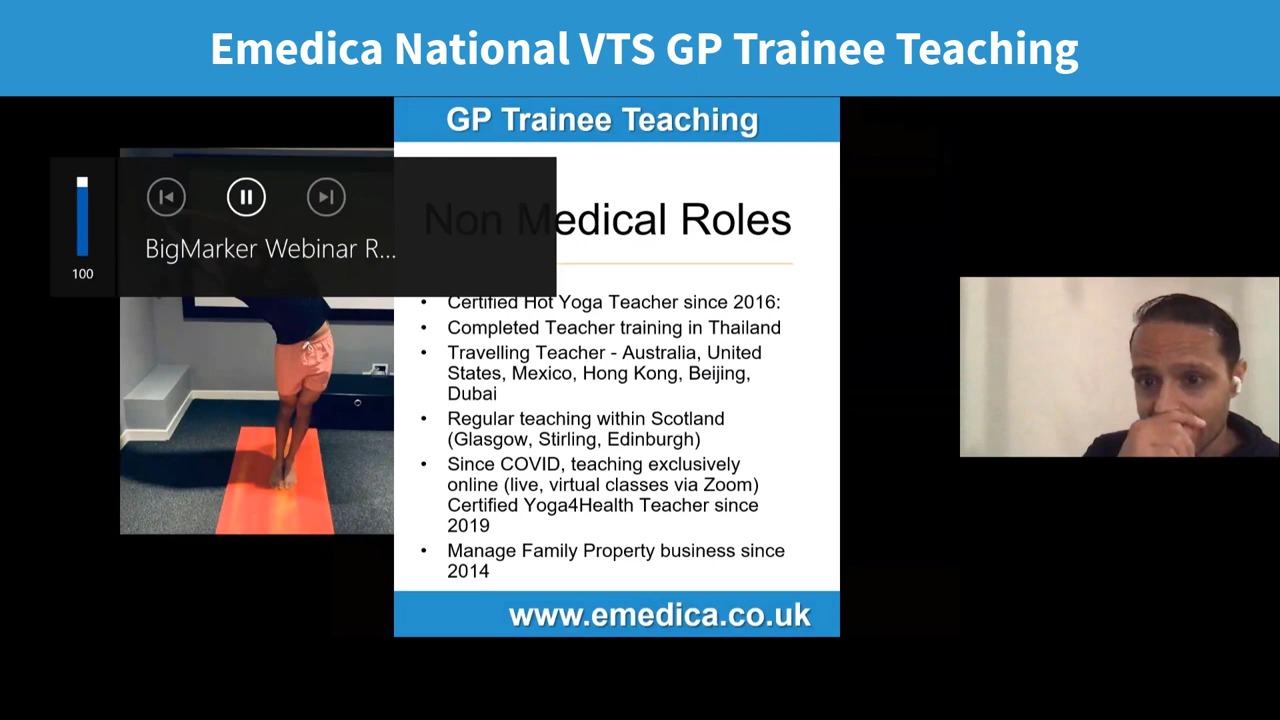 Emedica National VTS GP Trainee Teaching
GP Trainee Teaching
Non Medical Roles
100
BigMarker Webinar R...
• Certified Hot Yoga Teacher since 2016:
• Completed Teacher training in Thailand
• Travelling Teacher - Australia, United
States, Mexico, Hong Kong, Beijing,
Dubai
• Regular teaching within Scotland
(Glasgow, Stirling, Edinburgh)
• Since COVID, teaching exclusively
online (live, virtual classes via Zoom)
Certified Yoga4Health Teacher since
2019
• Manage Family Property business since
2014
www.emedica.co.uk